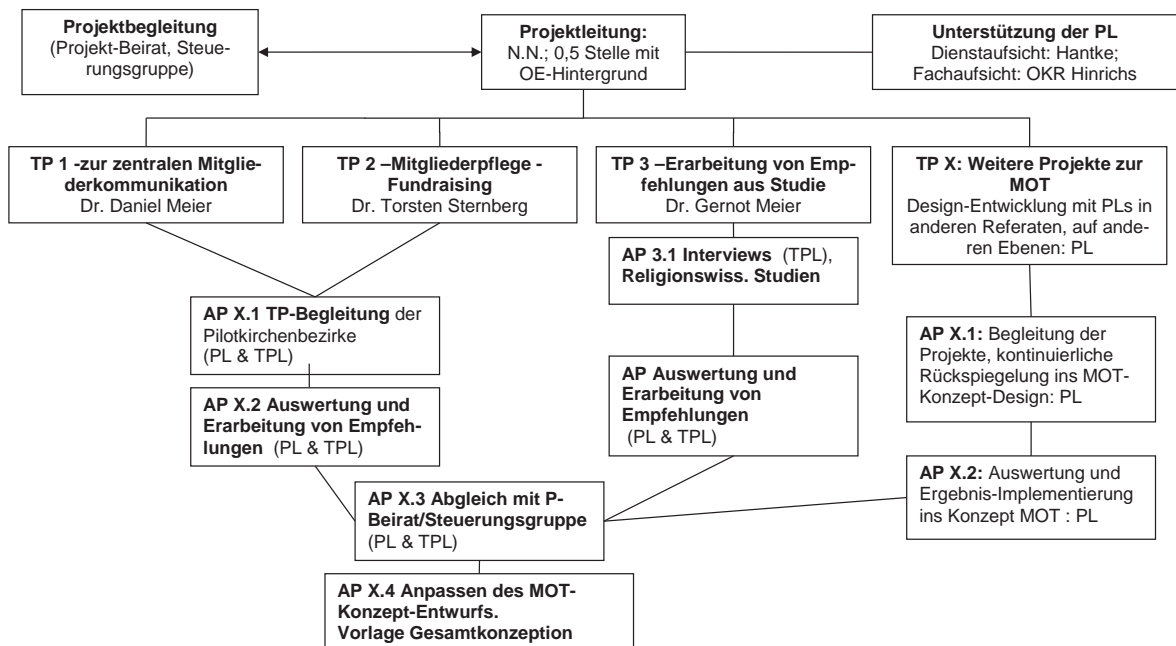 Projektbegleitung
(Projekt-Beirat, Steue-
rungsgruppe)
Projektleitung:
N.N.; 0,5 Stelle mit
OE-Hintergrund
Unterstützung der PL
Dienstaufsicht: Hantke;
Fachaufsicht: OKR Hinrichs
TP 1 -zur zentralen Mitglie-
derkommunikation
Dr. Daniel Meier
TP 2 –Mitgliederpflege -
Fundraising
Dr. Torsten Sternberg
TP 3 –Erarbeitung von Emp-
fehlungen aus Studie
Dr. Gernot Meier
TP X: Weitere Projekte zur
MOT
Design-Entwicklung mit PLs in
anderen Referaten, auf ande-
ren Ebenen: PL
AP 3.1 Interviews (TPL),
Religionswiss. Studien
AP X.1 TP-Begleitung der
Pilotkirchenbezirke
(PL & TPL)
AP X.1: Begleitung der
Projekte, kontinuierliche
Rückspiegelung ins MOT-
Konzept-Design: PL
AP Auswertung und
Erarbeitung von
Empfehlungen
(PL & TPL)
AP X.2 Auswertung und
Erarbeitung von Empfeh-
lungen (PL & TPL)
AP X.2: Auswertung und
Ergebnis-Implementierung
ins Konzept MOT : PL
AP X.3 Abgleich mit P-
Beirat/Steuerungsgruppe
(PL & TPL)
AP X.4 Anpassen des MOT-
Konzept-Entwurfs.
Vorlage Gesamtkonzeption